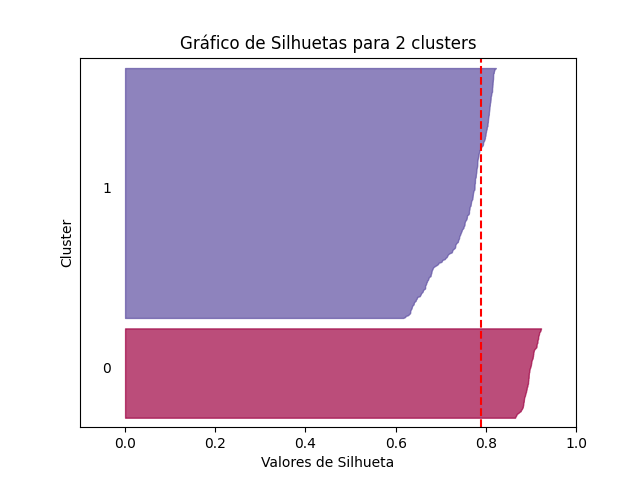 Gráfico de Silhuetas para 2 clusters
Cluster
1
0
0.0 0.2 0.4 0.6 0.8 1.0
Valores de Silhueta